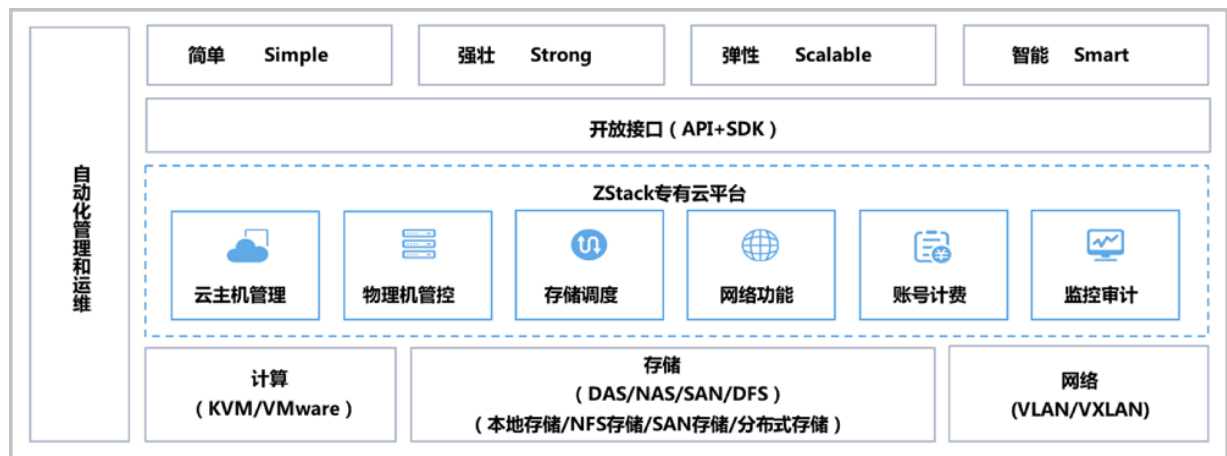 自动化管理和运维
简单 Simple
强壮 Strong
弹性 Scalable
智能 Smart
开放接口（API+SDK）
ZStack专有云平台
云主机管理
物理机管控
存储调度
网络功能
账号计费
监控审计
计算
（KVM/VMware）
存储
（DAS/NAS/SAN/DFS）
（本地存储/NFS存储/SAN存储/分布式存储）
网络
(VLAN/VXLAN)